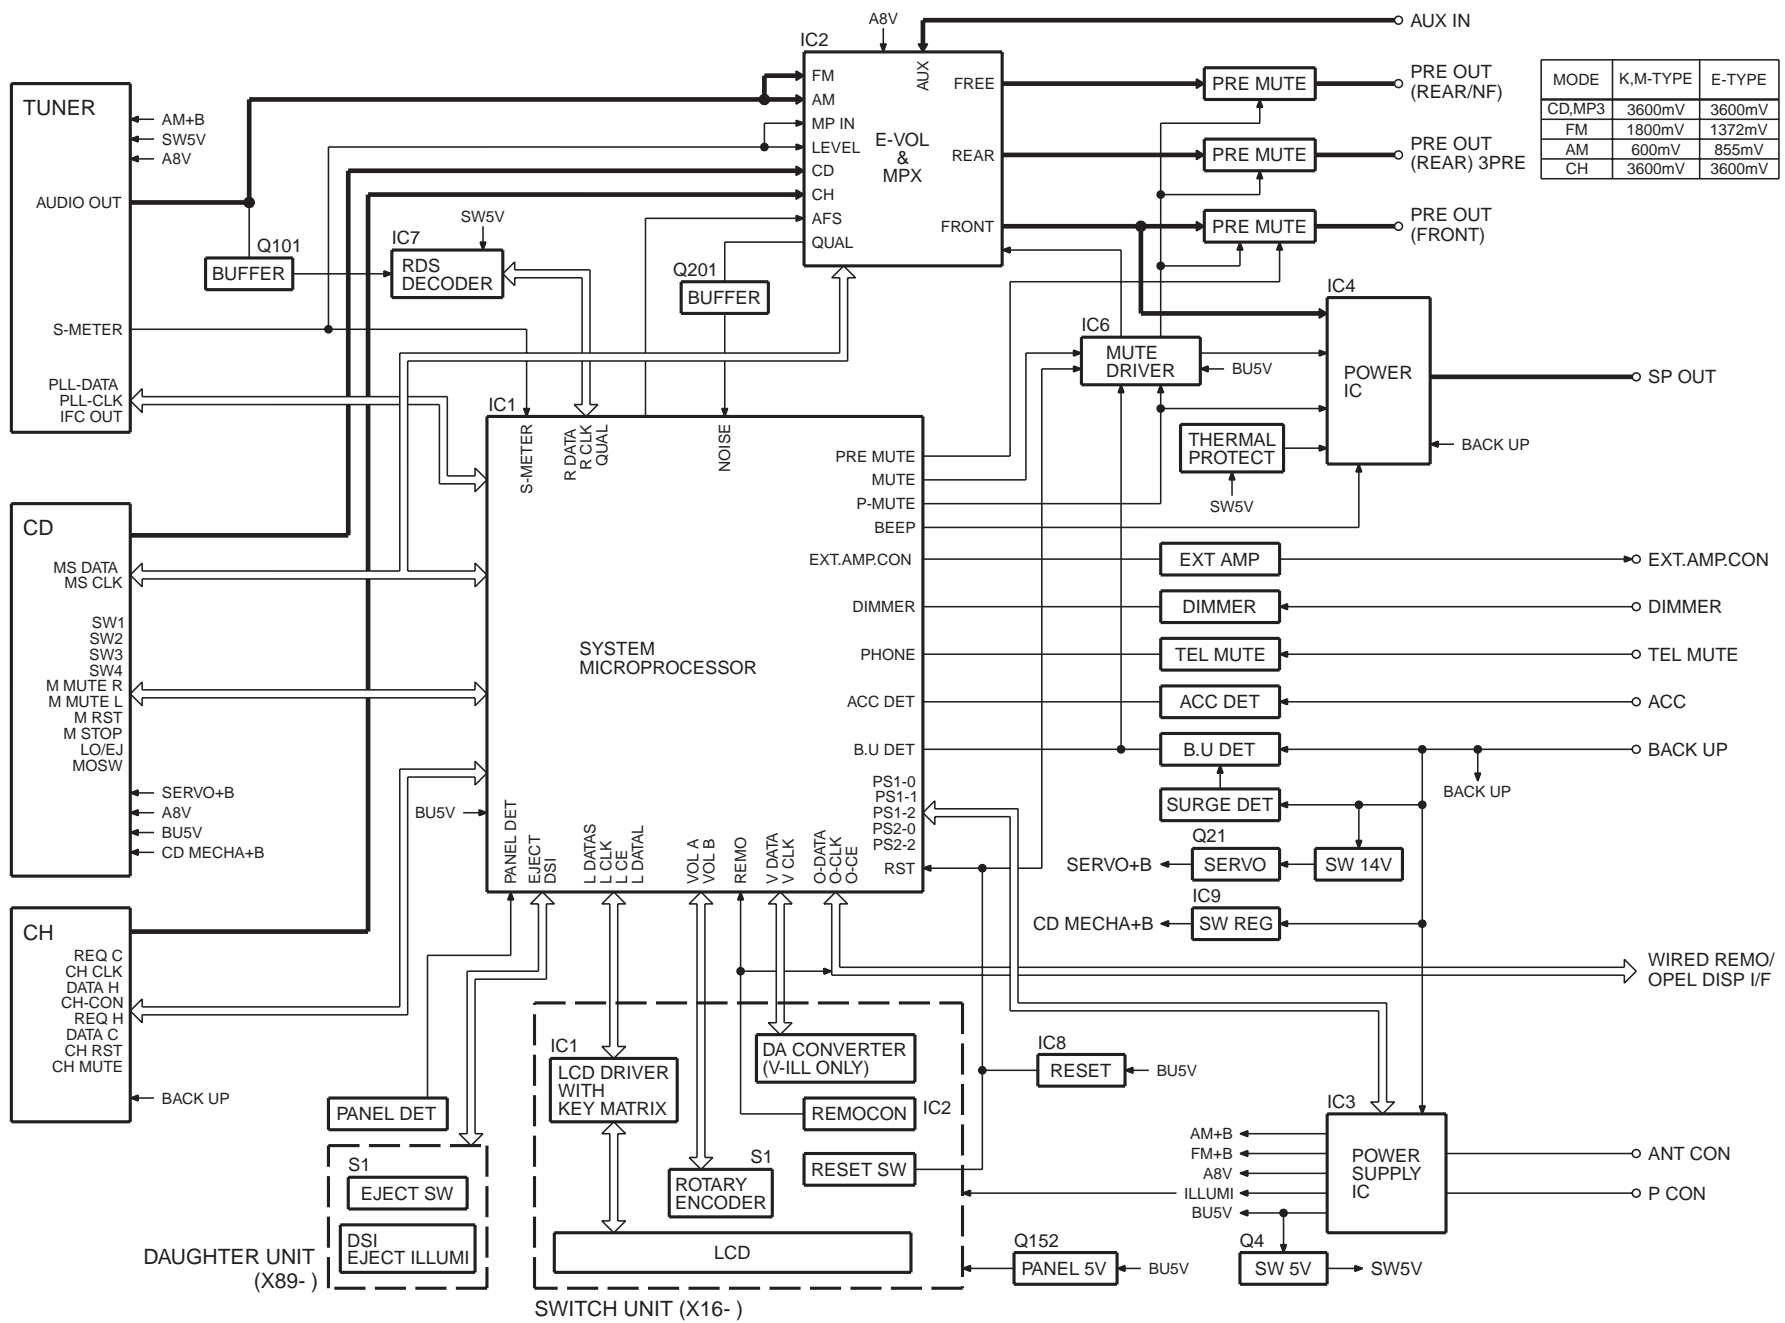 A8V
AUX IN
IC2
FM
AM
MP IN
LEVEL
CD
CH
AFS
QUAL
AUX
E-VOL
&
MPX
FREE
REAR
FRONT
PRE MUTE
PRE OUT
(REAR/NF)
PRE MUTE
PRE OUT
(REAR) 3PRE
PRE MUTE
PRE OUT
(FRONT)
MODE K,M-TYPE E-TYPE
CD,MP3 3600mV 3600mV
FM 1800mV 1372mV
AM 600mV 855mV
CH 3600mV 3600mV
TUNER
AM+B
SW5V
A8V
AUDIO OUT
S-METER
PLL-DATA
PLL-CLK
IFC OUT
Q101
BUFFER
SW5V
IC7
RDS
DECODER
Q201
BUFFER
IC6
MUTE
DRIVER
BU5V
IC4
POWER
IC
SP OUT
BACK UP
THERMAL
PROTECT
SW5V
CD
MS DATA
MS CLK
SW1
SW2
SW3
SW4
M MUTE R
M MUTE L
M RST
M STOP
LO/EJ
MOSW
SERVO+B
A8V
BU5V
CD MECHA+B
IC1
S-METER
R DATA
R CLK
QUAL
NOISE
SYSTEM
MICROPROCESSOR
PRE MUTE
MUTE
P-MUTE
BEEP
EXT.AMP.CON
DIMMER
PHONE
ACC DET
B.U DET
PS1-0
PS1-1
PS1-2
PS2-0
PS2-2
RST
BU5V
PANEL DET
EJECT
DSI
L DATAS
L CLK
L CE
L DATAL
VOL A
VOL B
REMO
V DATA
V CLK
O-DATA
O-CLK
O-CE
EXT AMP
EXT.AMP.CON
DIMMER
DIMMER
TEL MUTE
TEL MUTE
ACC DET
ACC
B.U DET
BACK UP
BACK UP
SURGE DET
Q21
SERVO+B
SERVO
SW 14V
IC9
CD MECHA+B
SW REG
WIRED REMO/
OPEL DISP I/F
CH
REQ C
CH CLK
DATA H
CH-CON
REQ H
DATA C
CH RST
CH MUTE
BACK UP
PANEL DET
S1
EJECT SW
DSI
EJECT ILLUMI
DAUGHTER UNIT
(X89- )
IC1
LCD DRIVER
WITH
KEY MATRIX
DA CONVERTER
(V-ILL ONLY)
REMOCON
IC2
RESET SW
S1
ROTARY
ENCODER
LCD
SWITCH UNIT (X16- )
IC8
RESET
BU5V
IC3
POWER
SUPPLY
IC
AM+B
FM+B
A8V
ILLUMI
BU5V
ANT CON
P CON
Q152
PANEL 5V
BU5V
Q4
SW 5V
SW5V